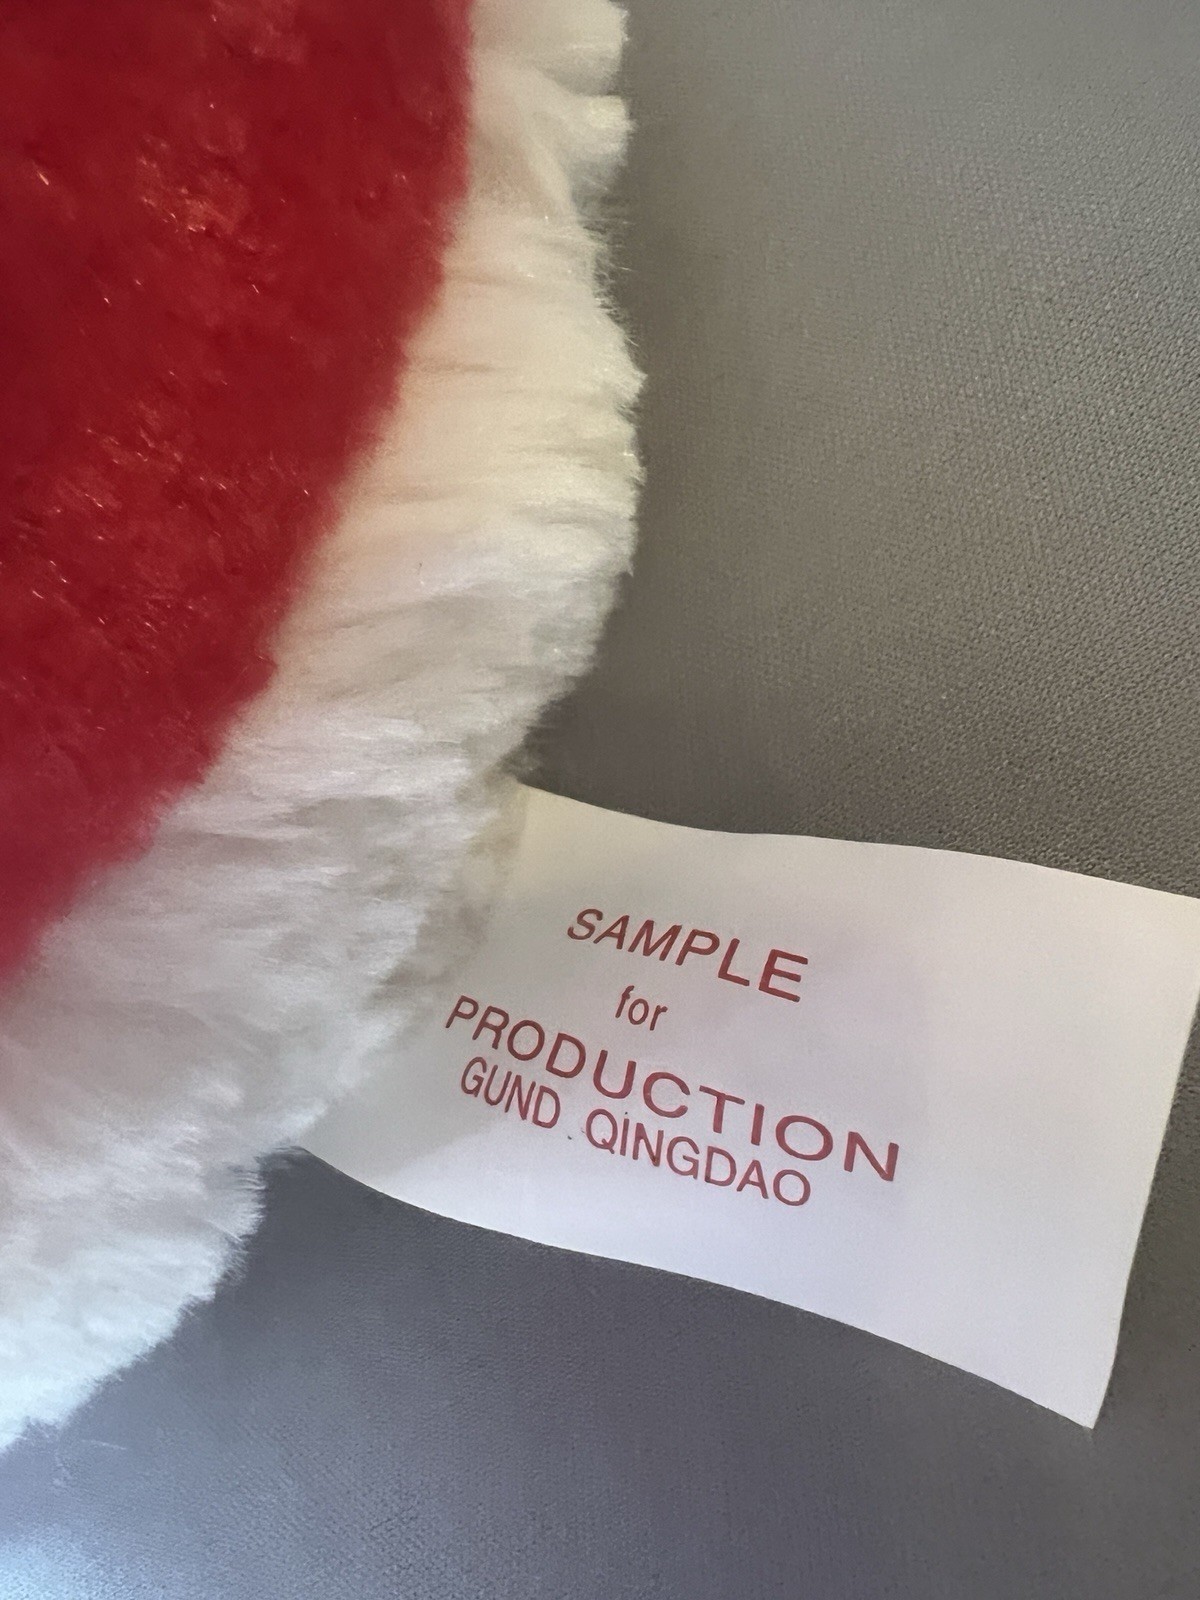 SAMPLE
for
PRODUCTION
GUND QINGDAO